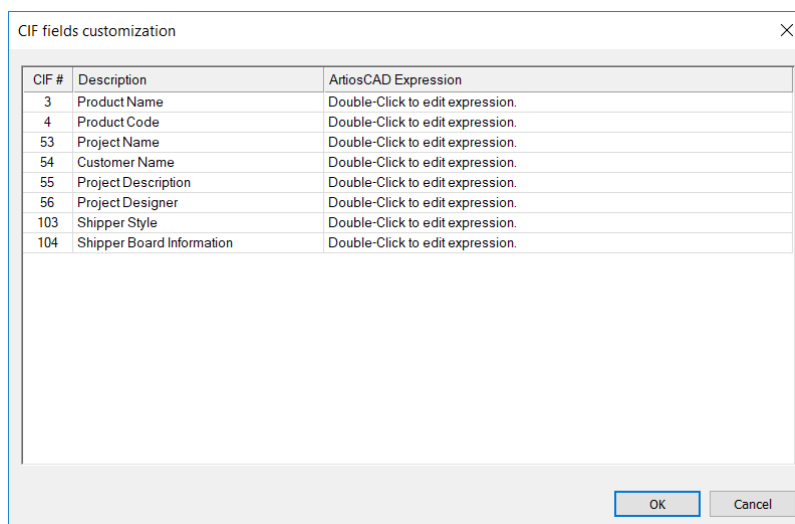 CIF fields customization
CIF # Description ArtiosCAD Expression
3 Product Name Double-Click to edit expression.
4 Product Code Double-Click to edit expression.
53 Project Name Double-Click to edit expression.
54 Customer Name Double-Click to edit expression.
55 Project Description Double-Click to edit expression.
56 Project Designer Double-Click to edit expression.
103 Shipper Style Double-Click to edit expression.
104 Shipper Board Information Double-Click to edit expression.
OK Cancel